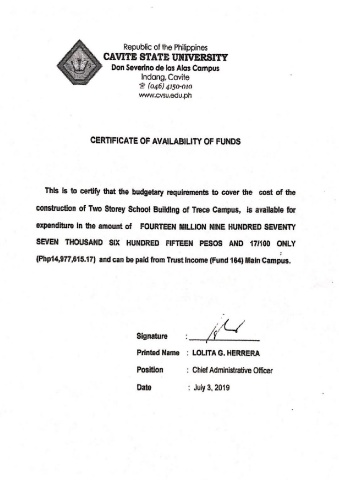 Republic of the Philippines
CAVITE STATE UNIVERSITY
Don Severino de las Alas Campus
Indang, Cavite
☏ (046) 4150-010
www.cvsu.edu.ph
CERTIFICATE OF AVAILABILITY OF FUNDS
This is to certify that the budgetary requirements to cover the cost of the
construction of Two Storey School Building of Trece Campus, is available for
expenditure in the amount of FOURTEEN MILLION NINE HUNDRED SEVENTY
SEVEN THOUSAND SIX HUNDRED FIFTEEN PESOS AND 17/100 ONLY
(Php14,977,615.17) and can be paid from Trust Income (Fund 164) Main Campus.
Signature :
Printed Name : LOLITA G. HERRERA
Position : Chief Administrative Officer
Date : July 3, 2019